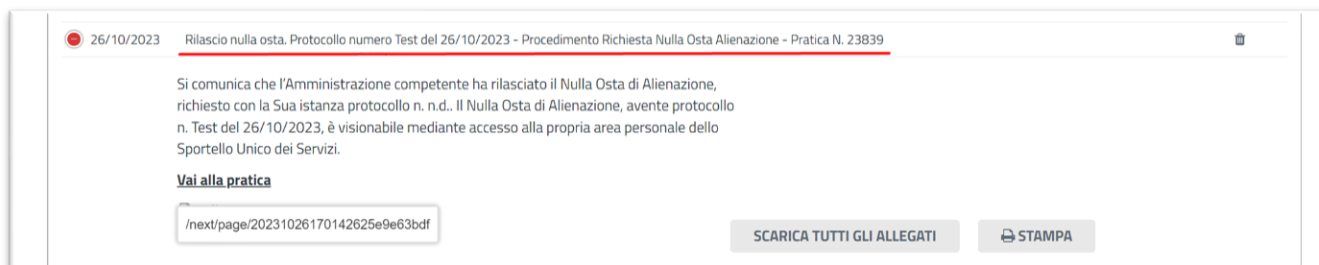 26/10/2023 Rilascio nulla osta. Protocollo numero Test del 26/10/2023 - Procedimento Richiesta Nulla Osta Alienazione - Pratica N. 23839
Si comunica che l'Amministrazione competente ha rilasciato il Nulla Osta di Alienazione,
richiesto con la Sua istanza protocollo n. n.d.. Il Nulla Osta di Alienazione, avente protocollo
n. Test del 26/10/2023, è visionabile mediante accesso alla propria area personale dello
Sportello Unico dei Servizi.
Vai alla pratica
/next/page/20231026170142625e9e63bdf
SCARICA TUTTI GLI ALLEGATI STAMPA